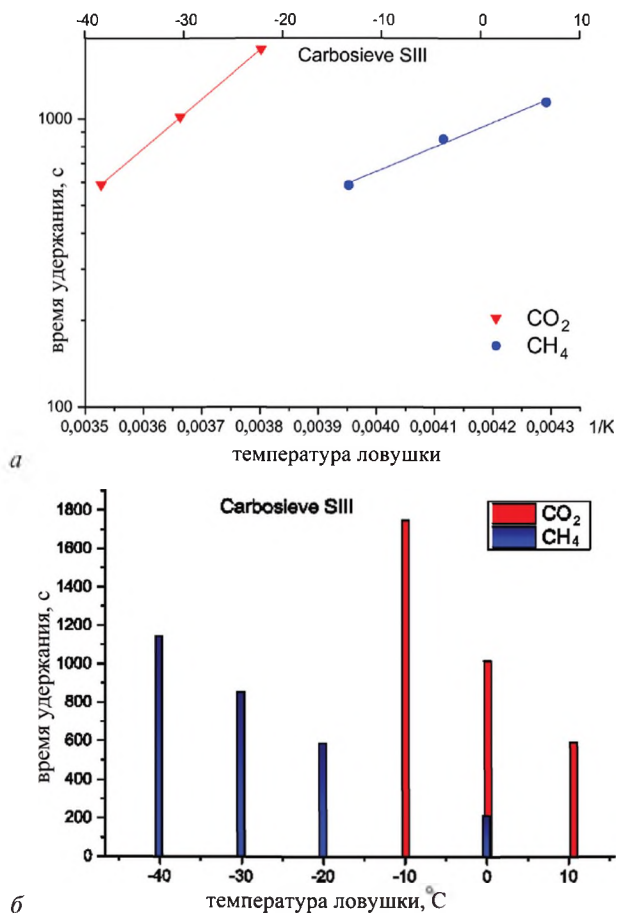 -40 -30 -20 -10 0 10
Carbosieve SIII
1000
100
время удержания, с
CO2
CH4
0,0035 0,0036 0,0037 0,0038 0,0039 0,0040 0,0041 0,0042 0,0043 1/K
температура ловушки
а
Carbosieve SIII
CO2
CH4
1800
1600
1400
1200
1000
800
600
400
200
0
время удержания, с
-40 -30 -20 -10 0 10
температура ловушки, °C
б